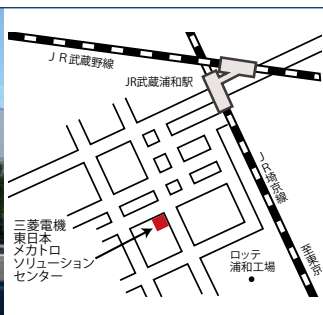 JR武蔵野線
JR武蔵浦和駅
JR埼京線
至東京
三菱電機
東日本
メカトロ
ソリューション
センター
ロッテ
浦和工場